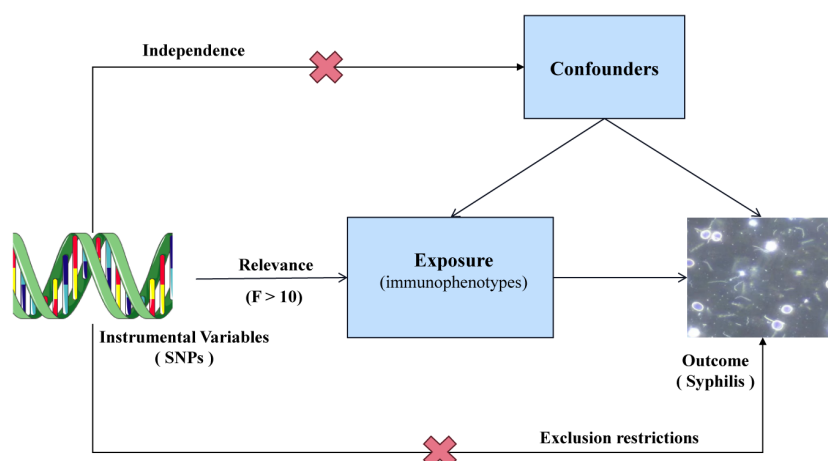 Independence
Confounders
Exposure
(immunophenotypes)
Relevance
(F > 10)
Instrumental Variables
( SNPs )
Outcome
( Syphilis )
Exclusion restrictions